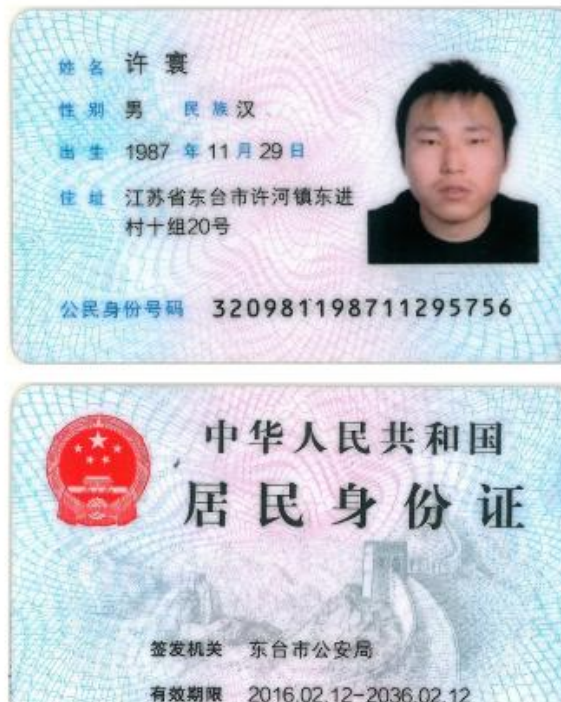 姓名 许寰
性别 男 民族 汉
出生 1987 年 11 月 29 日
住址 江苏省东台市许河镇东进
村十组20号
公民身份号码 320981198711295756
中华人民共和国
居民身份证
签发机关 东台市公安局
有效期限 2016.02.12-2036.02.12